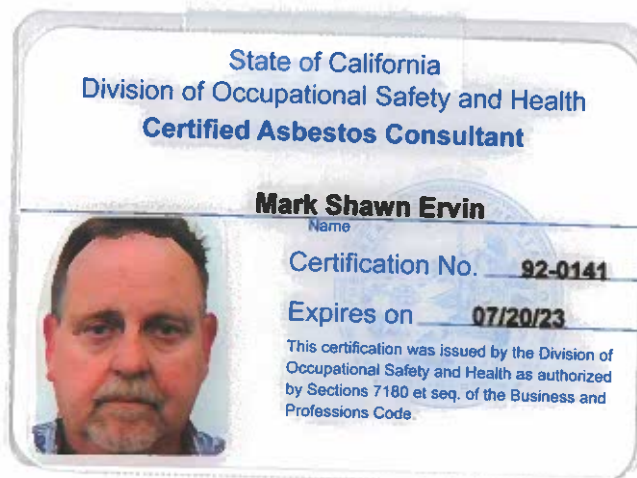 State of California
Division of Occupational Safety and Health
Certified Asbestos Consultant
Mark Shawn Ervin
Name
Certification No. 92-0141
Expires on 07/20/23
This certification was issued by the Division of
Occupational Safety and Health as authorized
by Sections 7180 et seq. of the Business and
Professions Code.